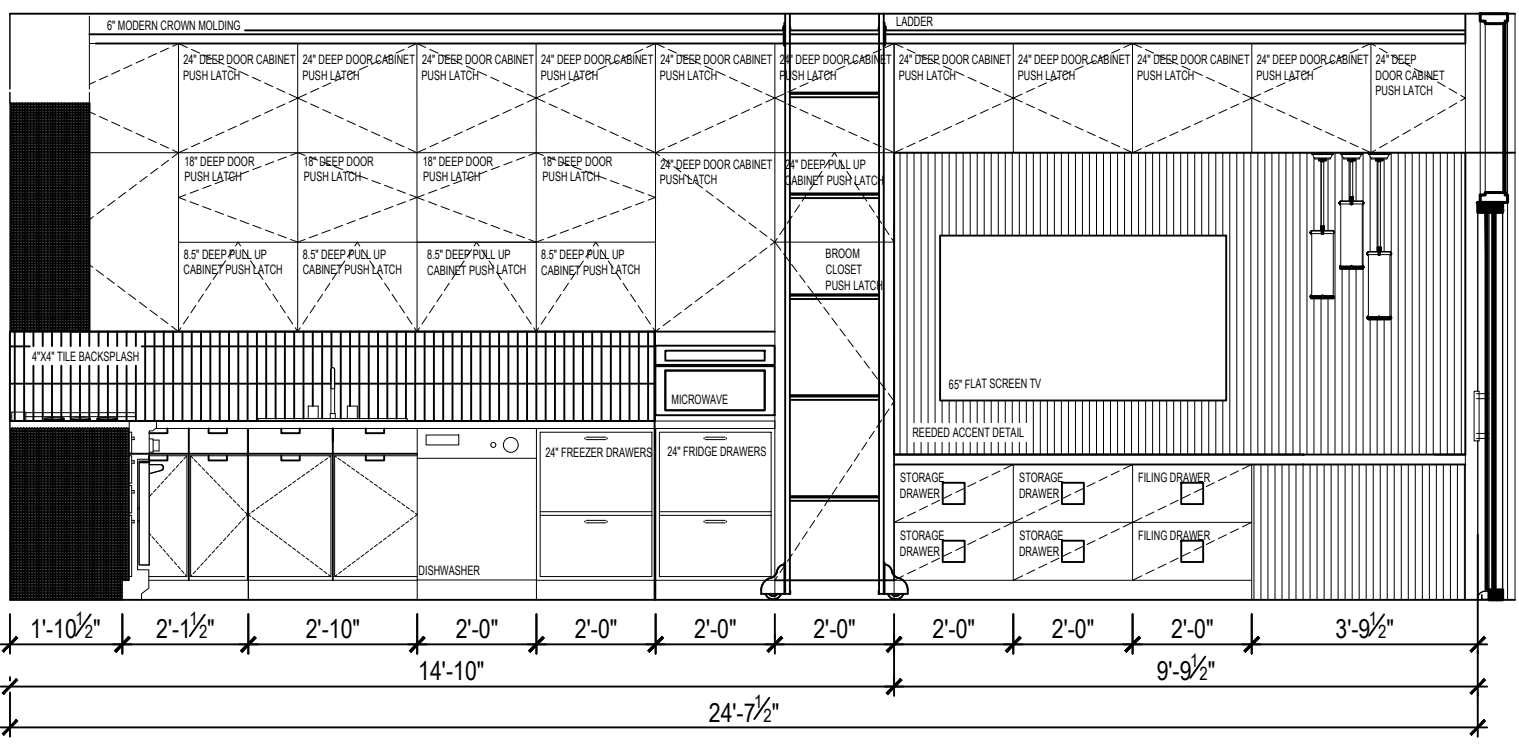 6" MODERN CROWN MOLDING
LADDER
24" DEEP DOOR CABINET
PUSH LATCH
24" DEEP DOOR CABINET
PUSH LATCH
24" DEEP DOOR CABINET
PUSH LATCH
24" DEEP DOOR CABINET
PUSH LATCH
24" DEEP DOOR CABINET
PUSH LATCH
24" DEEP DOOR CABINET
PUSH LATCH
24" DEEP DOOR CABINET
PUSH LATCH
24" DEEP DOOR CABINET
PUSH LATCH
24" DEEP DOOR CABINET
PUSH LATCH
24" DEEP DOOR CABINET
PUSH LATCH
24" DEEP
DOOR CABINET
PUSH LATCH
18" DEEP DOOR
PUSH LATCH
18" DEEP DOOR
PUSH LATCH
18" DEEP DOOR
PUSH LATCH
18" DEEP DOOR
PUSH LATCH
24" DEEP DOOR CABINET
PUSH LATCH
24" DEEP PULL UP
CABINET PUSH LATCH
8.5" DEEP PULL UP
CABINET PUSH LATCH
8.5" DEEP PULL UP
CABINET PUSH LATCH
8.5" DEEP PULL UP
CABINET PUSH LATCH
8.5" DEEP PULL UP
CABINET PUSH LATCH
BROOM
CLOSET
PUSH LATCH
4"X4" TILE BACKSPLASH
MICROWAVE
65" FLAT SCREEN TV
REEDED ACCENT DETAIL
24" FREEZER DRAWERS
24" FRIDGE DRAWERS
STORAGE
DRAWER
STORAGE
DRAWER
FILING DRAWER
STORAGE
DRAWER
STORAGE
DRAWER
FILING DRAWER
DISHWASHER
1'-10½"
2'-1½"
2'-10"
2'-0"
2'-0"
2'-0"
2'-0"
2'-0"
2'-0"
2'-0"
3'-9½"
14'-10"
9'-9½"
24'-7½"